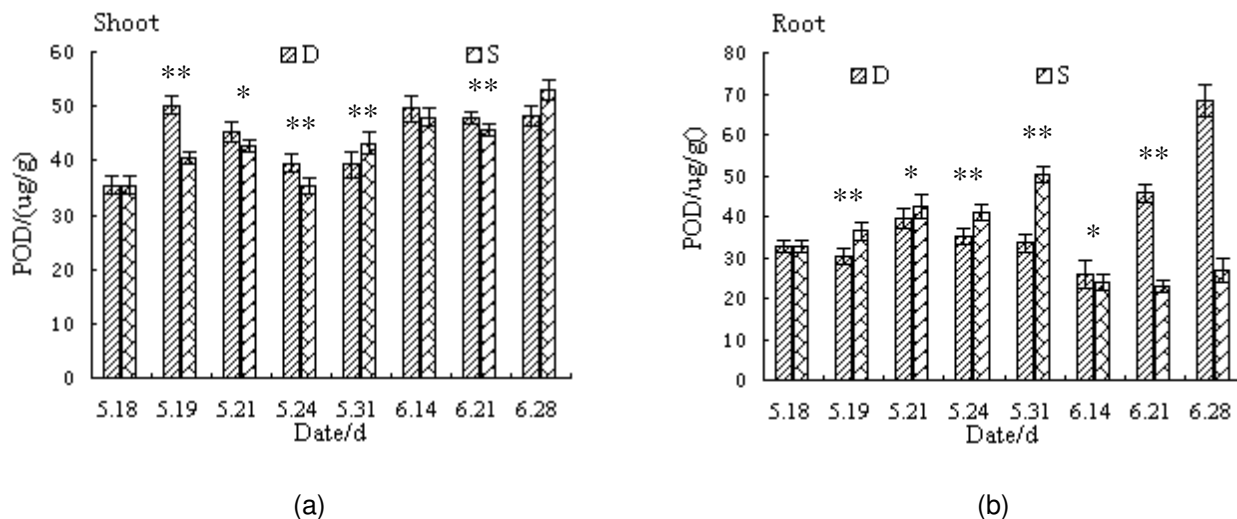 Shoot
D S
60
50
40
30
20
10
0
** * ** ** **
POD/(ug/g)
5.18 5.19 5.21 5.24 5.31 6.14 6.21 6.28
Date/d
(a)
Root
D S
80
70
60
50
40
30
20
10
0
** * ** ** * **
POD/ug/g)
5.18 5.19 5.21 5.24 5.31 6.14 6.21 6.28
Date/d
(b)